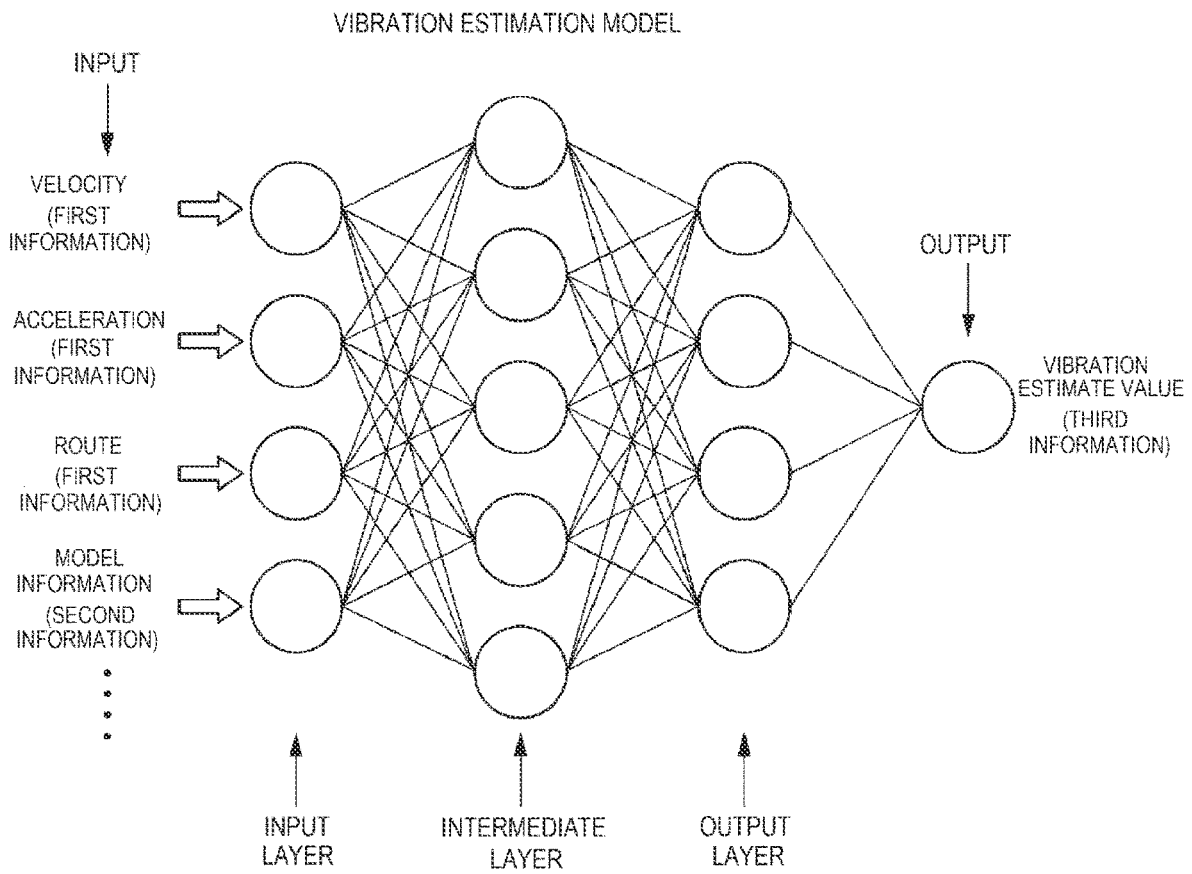 VIBRATION ESTIMATION MODEL
INPUT
VELOCITY
(FIRST
INFORMATION)
ACCELERATION
(FIRST
INFORMATION)
ROUTE
(FIRST
INFORMATION)
MODEL
INFORMATION
(SECOND
INFORMATION)
OUTPUT
VIBRATION
ESTIMATE VALUE
(THIRD
INFORMATION)
INPUT
LAYER
INTERMEDIATE
LAYER
OUTPUT
LAYER